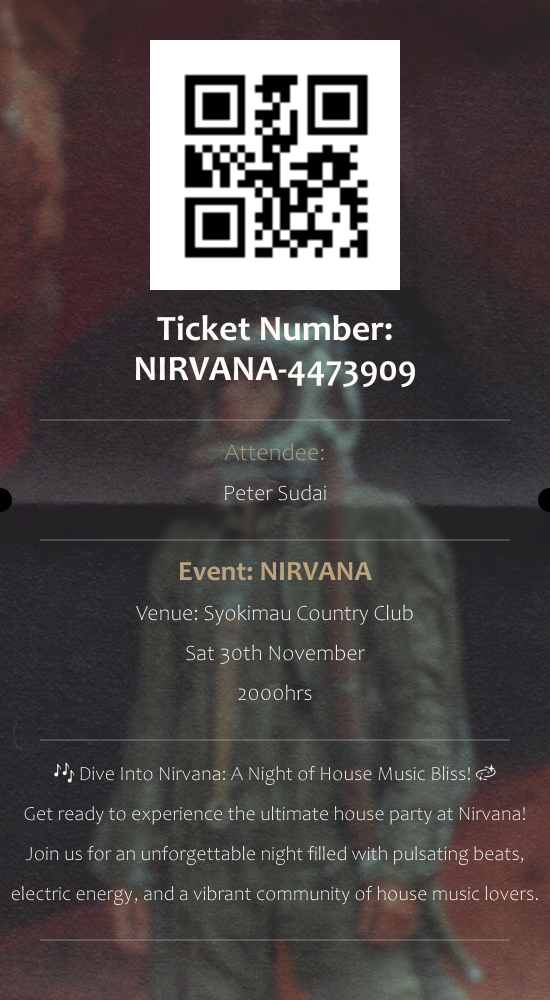 Ticket Number:
NIRVANA-4473909
Attendee:
Peter Sudai
Event: NIRVANA
Venue: Syokimau Country Club
Sat 30th November
2000hrs
🎶 Dive Into Nirvana: A Night of House Music Bliss! 💫
Get ready to experience the ultimate house party at Nirvana!
Join us for an unforgettable night filled with pulsating beats,
electric energy, and a vibrant community of house music lovers.